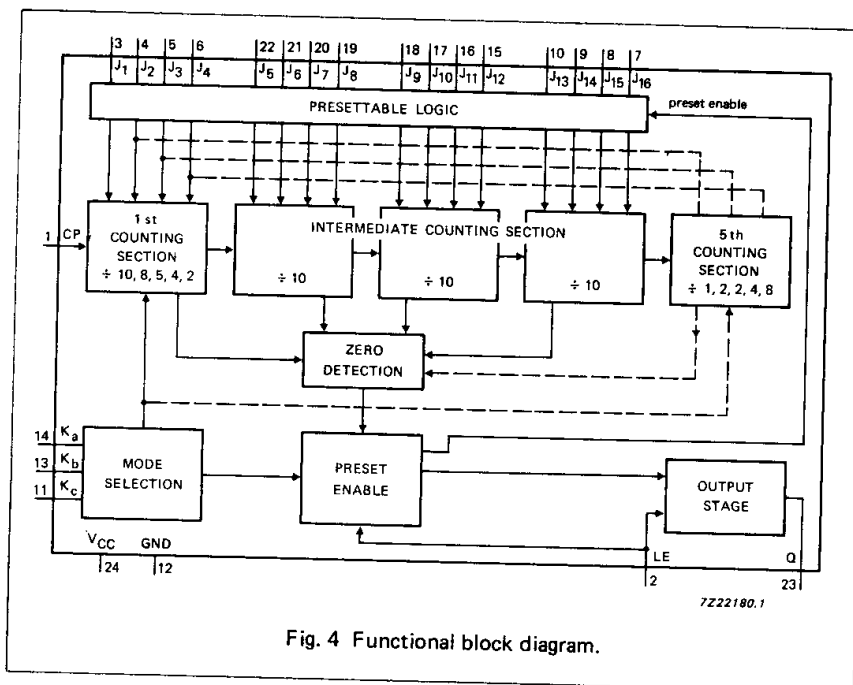 3 4 5 6 22 21 20 19 18 17 16 15 10 9 8 7
J1 J2 J3 J4 J5 J6 J7 J8 J9 J10 J11 J12 J13 J14 J15 J16
PRESETTABLE LOGIC
preset enable
1 CP
1 st
COUNTING
SECTION
÷ 10, 8, 5, 4, 2
INTERMEDIATE COUNTING SECTION
÷ 10
÷ 10
÷ 10
5 th
COUNTING
SECTION
÷ 1, 2, 2, 4, 8
ZERO
DETECTION
14 Ka
13 Kb
11 Kc
MODE
SELECTION
PRESET
ENABLE
OUTPUT
STAGE
VCC GND
24 12
LE Q
2 23
7Z22180.1
Fig. 4 Functional block diagram.